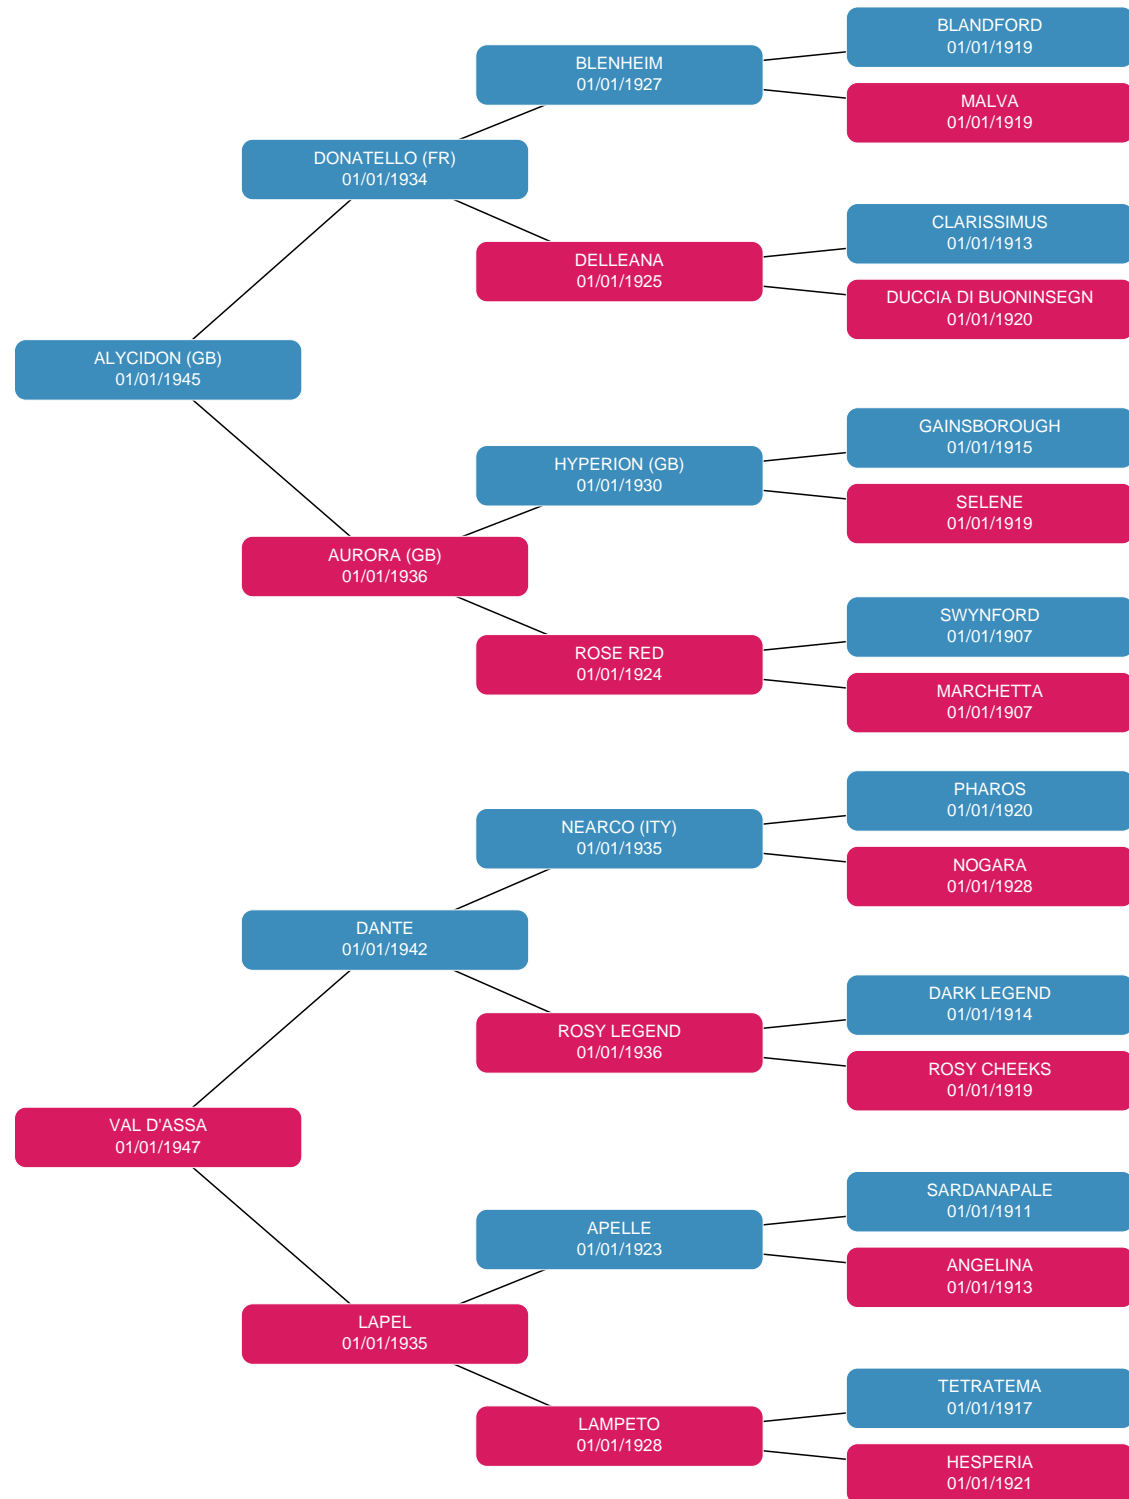 BLANDFORD
01/01/1919
BLENHEIM
01/01/1927
MALVA
01/01/1919
DONATELLO (FR)
01/01/1934
CLARISSIMUS
01/01/1913
DELLEANA
01/01/1925
DUCCIA DI BUONINSEGN
01/01/1920
ALYCIDON (GB)
01/01/1945
GAINSBOROUGH
01/01/1915
HYPERION (GB)
01/01/1930
SELENE
01/01/1919
AURORA (GB)
01/01/1936
SWYNFORD
01/01/1907
ROSE RED
01/01/1924
MARCHETTA
01/01/1907
PHAROS
01/01/1920
NEARCO (ITY)
01/01/1935
NOGARA
01/01/1928
DANTE
01/01/1942
DARK LEGEND
01/01/1914
ROSY LEGEND
01/01/1936
ROSY CHEEKS
01/01/1919
VAL D'ASSA
01/01/1947
SARDANAPALE
01/01/1911
APELLE
01/01/1923
ANGELINA
01/01/1913
LAPEL
01/01/1935
TETRATEMA
01/01/1917
LAMPETO
01/01/1928
HESPERIA
01/01/1921